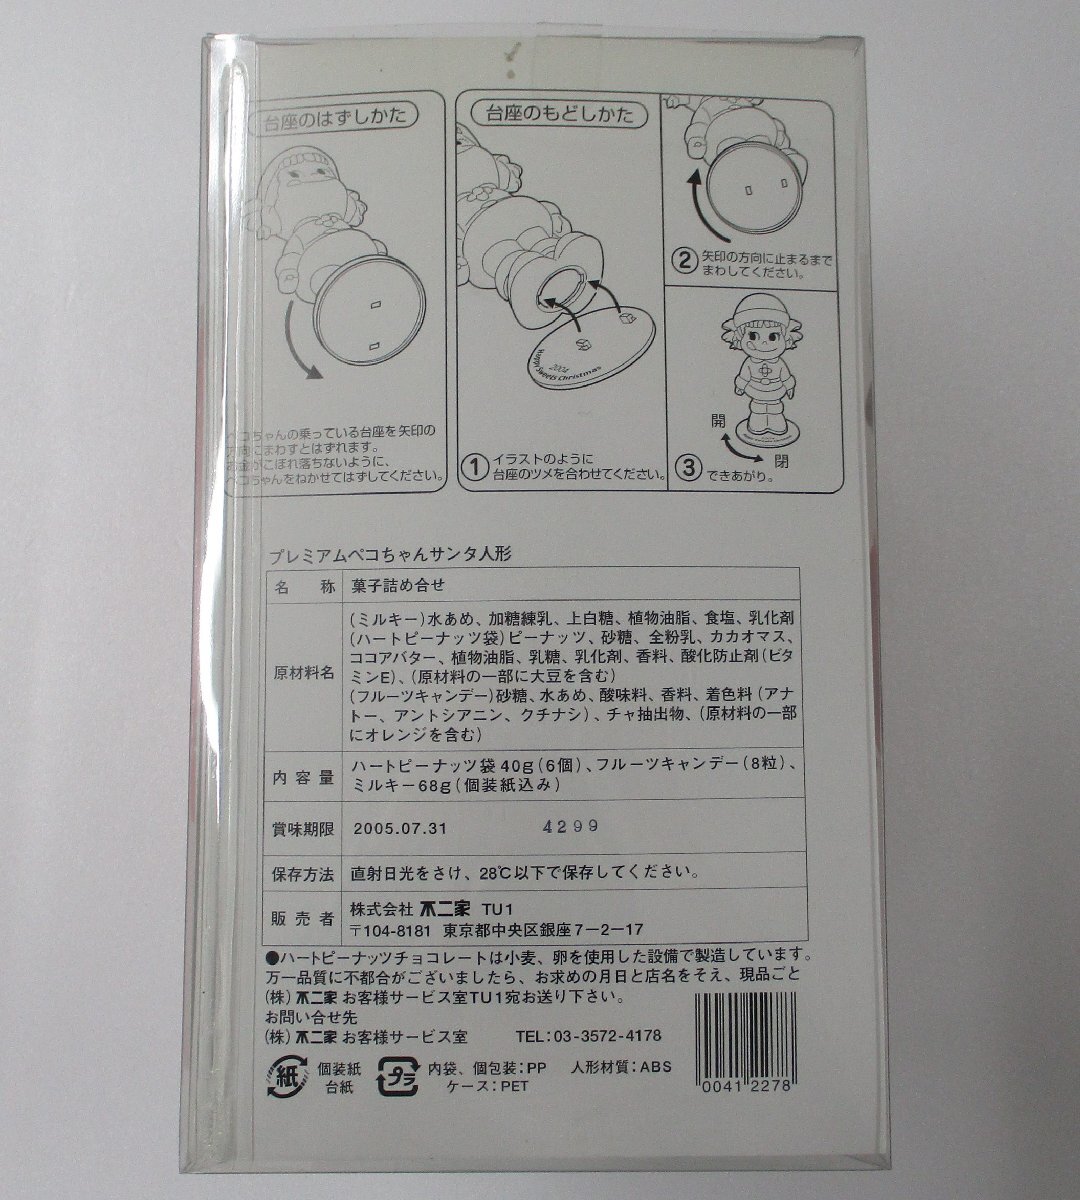 台座のはずしかた
ペコちゃんの乗っている台座を矢印の
方向にまわすとはずれます。
お金がこぼれ落ちないように、
ペコちゃんをねかせてはずしてください。
台座のもどしかた
2004
Happy Sweets Christmas
① イラストのように
台座のツメを合わせてください。
② 矢印の方向に止まるまで
まわしてください。
開
閉
③ できあがり。
プレミアムペコちゃんサンタ人形
名 称 菓子詰め合せ
原材料名
(ミルキー)水あめ、加糖練乳、上白糖、植物油脂、食塩、乳化剤
(ハートピーナッツ袋)ピーナッツ、砂糖、全粉乳、カカオマス、
ココアバター、植物油脂、乳糖、乳化剤、香料、酸化防止剤(ビタ
ミンE)、(原材料の一部に大豆を含む)
(フルーツキャンデー)砂糖、水あめ、酸味料、香料、着色料(アナ
トー、アントシアニン、クチナシ)、チャ抽出物、(原材料の一部
にオレンジを含む)
内容量
ハートピーナッツ袋40g(6個)、フルーツキャンデー(8粒)、
ミルキー68g(個装紙込み)
賞味期限 2005.07.31 4299
保存方法 直射日光をさけ、28℃以下で保存してください。
販売者
株式会社 不二家 TU1
〒104-8181 東京都中央区銀座7-2-17
●ハートピーナッツチョコレートは小麦、卵を使用した設備で製造しています。
万一品質に不都合がございましたら、お求めの月日と店名をそえ、現品ごと
(株)不二家お客様サービス室TU1宛お送り下さい。
お問い合せ先
(株)不二家お客様サービス室 TEL:03-3572-4178
紙 個装紙
台紙
プラ 内袋、個包装:PP 人形材質:ABS
ケース:PET
0041 2278